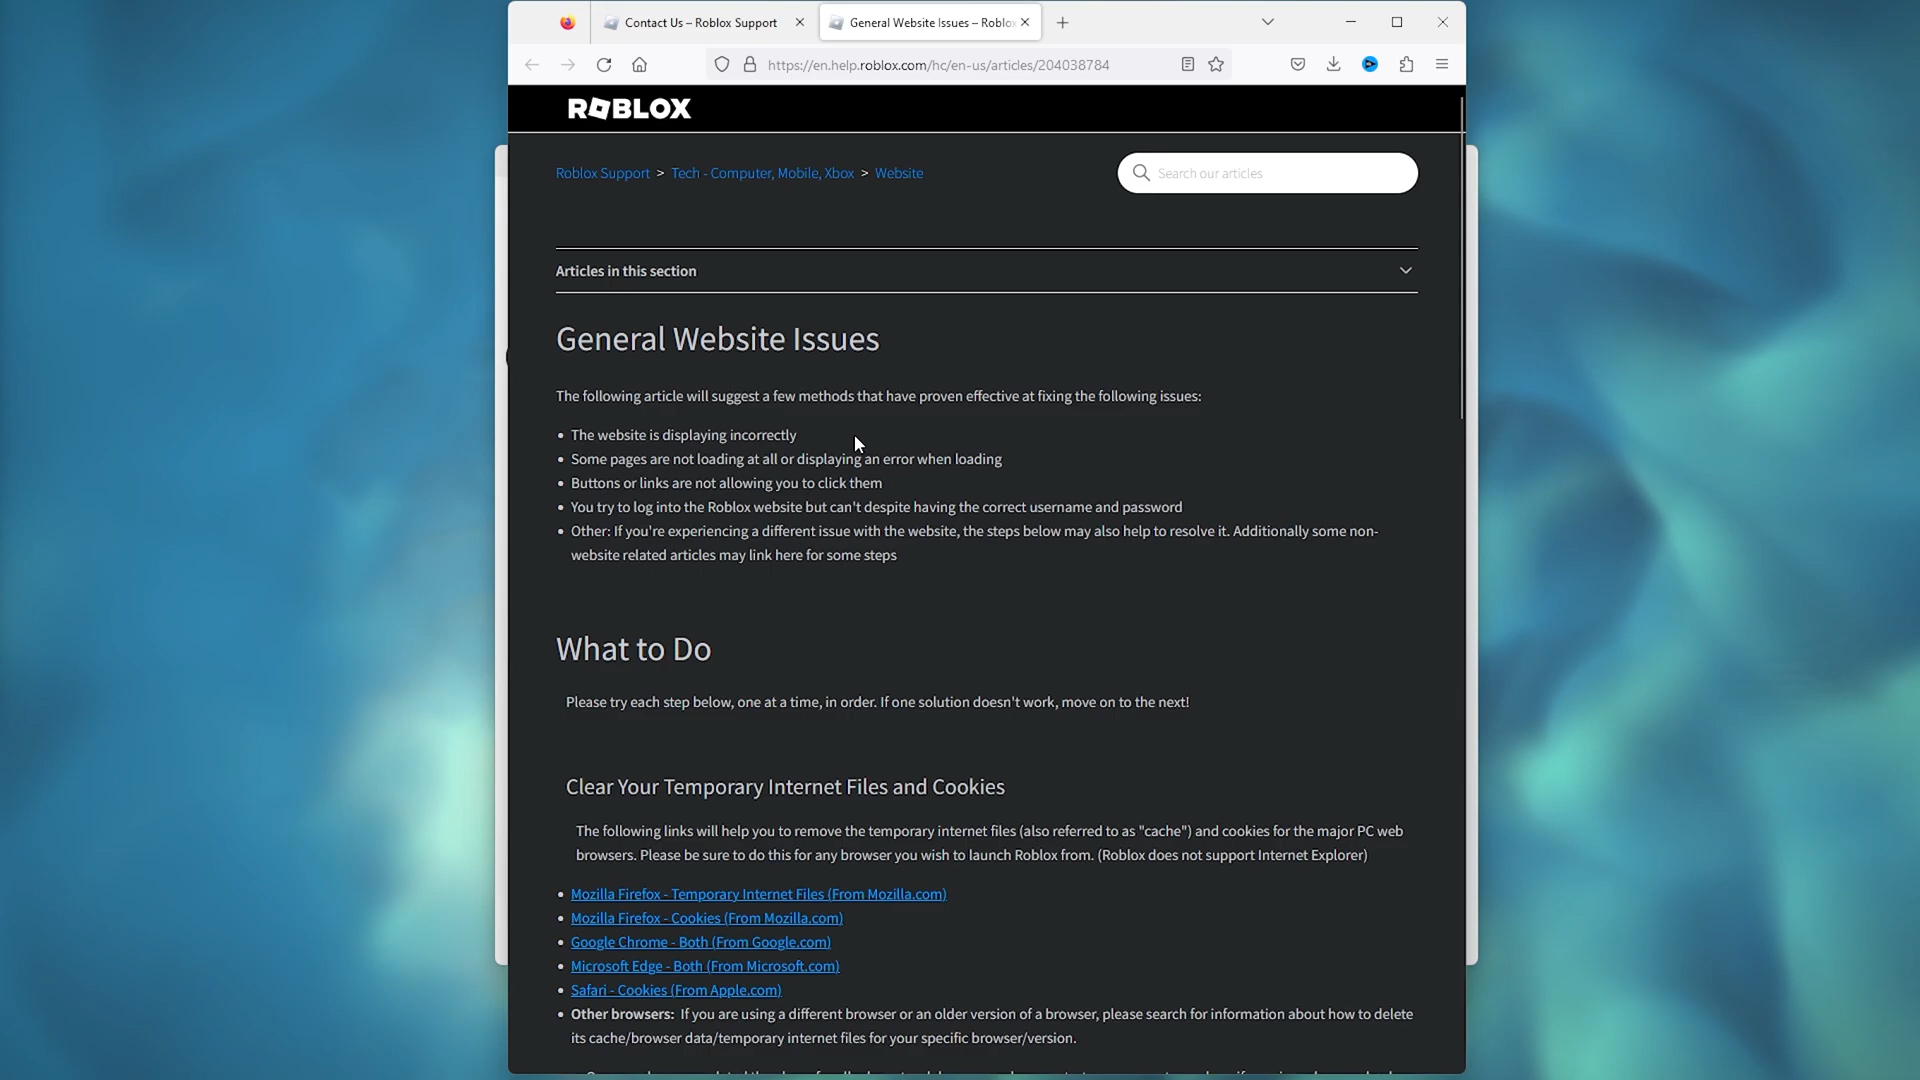 Contact Us – Roblox Support
General Website Issues – Roblox
https://en.help.roblox.com/hc/en-us/articles/204038784
ROBLOX
Roblox Support > Tech - Computer, Mobile, Xbox > Website
Search our articles
Articles in this section
General Website Issues
The following article will suggest a few methods that have proven effective at fixing the following issues:
• The website is displaying incorrectly
• Some pages are not loading at all or displaying an error when loading
• Buttons or links are not allowing you to click them
• You try to log into the Roblox website but can't despite having the correct username and password
• Other: If you're experiencing a different issue with the website, the steps below may also help to resolve it. Additionally some non-
website related articles may link here for some steps
What to Do
Please try each step below, one at a time, in order. If one solution doesn't work, move on to the next!
Clear Your Temporary Internet Files and Cookies
The following links will help you to remove the temporary internet files (also referred to as "cache") and cookies for the major PC web
browsers. Please be sure to do this for any browser you wish to launch Roblox from. (Roblox does not support Internet Explorer)
• Mozilla Firefox - Temporary Internet Files (From Mozilla.com)
• Mozilla Firefox - Cookies (From Mozilla.com)
• Google Chrome - Both (From Google.com)
• Microsoft Edge - Both (From Microsoft.com)
• Safari - Cookies (From Apple.com)
• Other browsers: If you are using a different browser or an older version of a browser, please search for information about how to delete
its cache/browser data/temporary internet files for your specific browser/version.